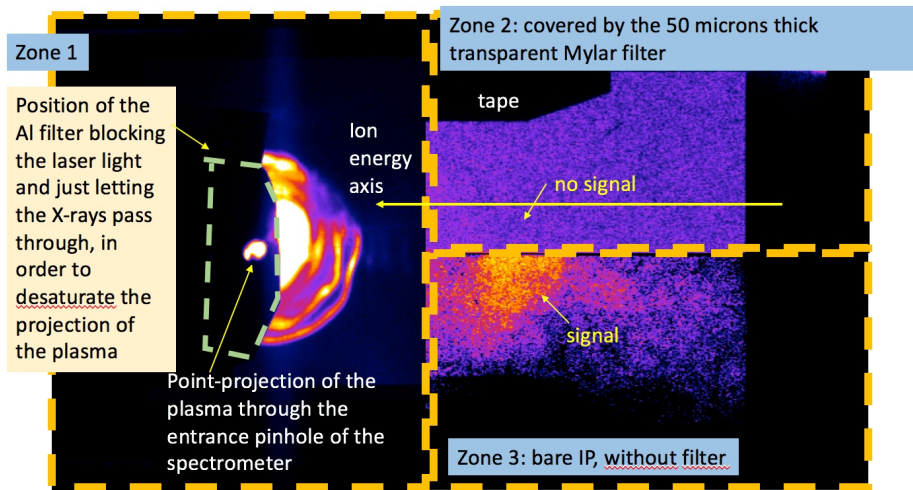 Zone 1
Zone 2: covered by the 50 microns thick
transparent Mylar filter
Position of the
Al filter blocking
the laser light
and just letting
the X-rays pass
through, in
order to
desaturate the
projection of
the plasma
Ion
energy
axis
tape
no signal
signal
Point-projection of the
plasma through the
entrance pinhole of the
spectrometer
Zone 3: bare IP, without filter